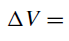 ΔV =